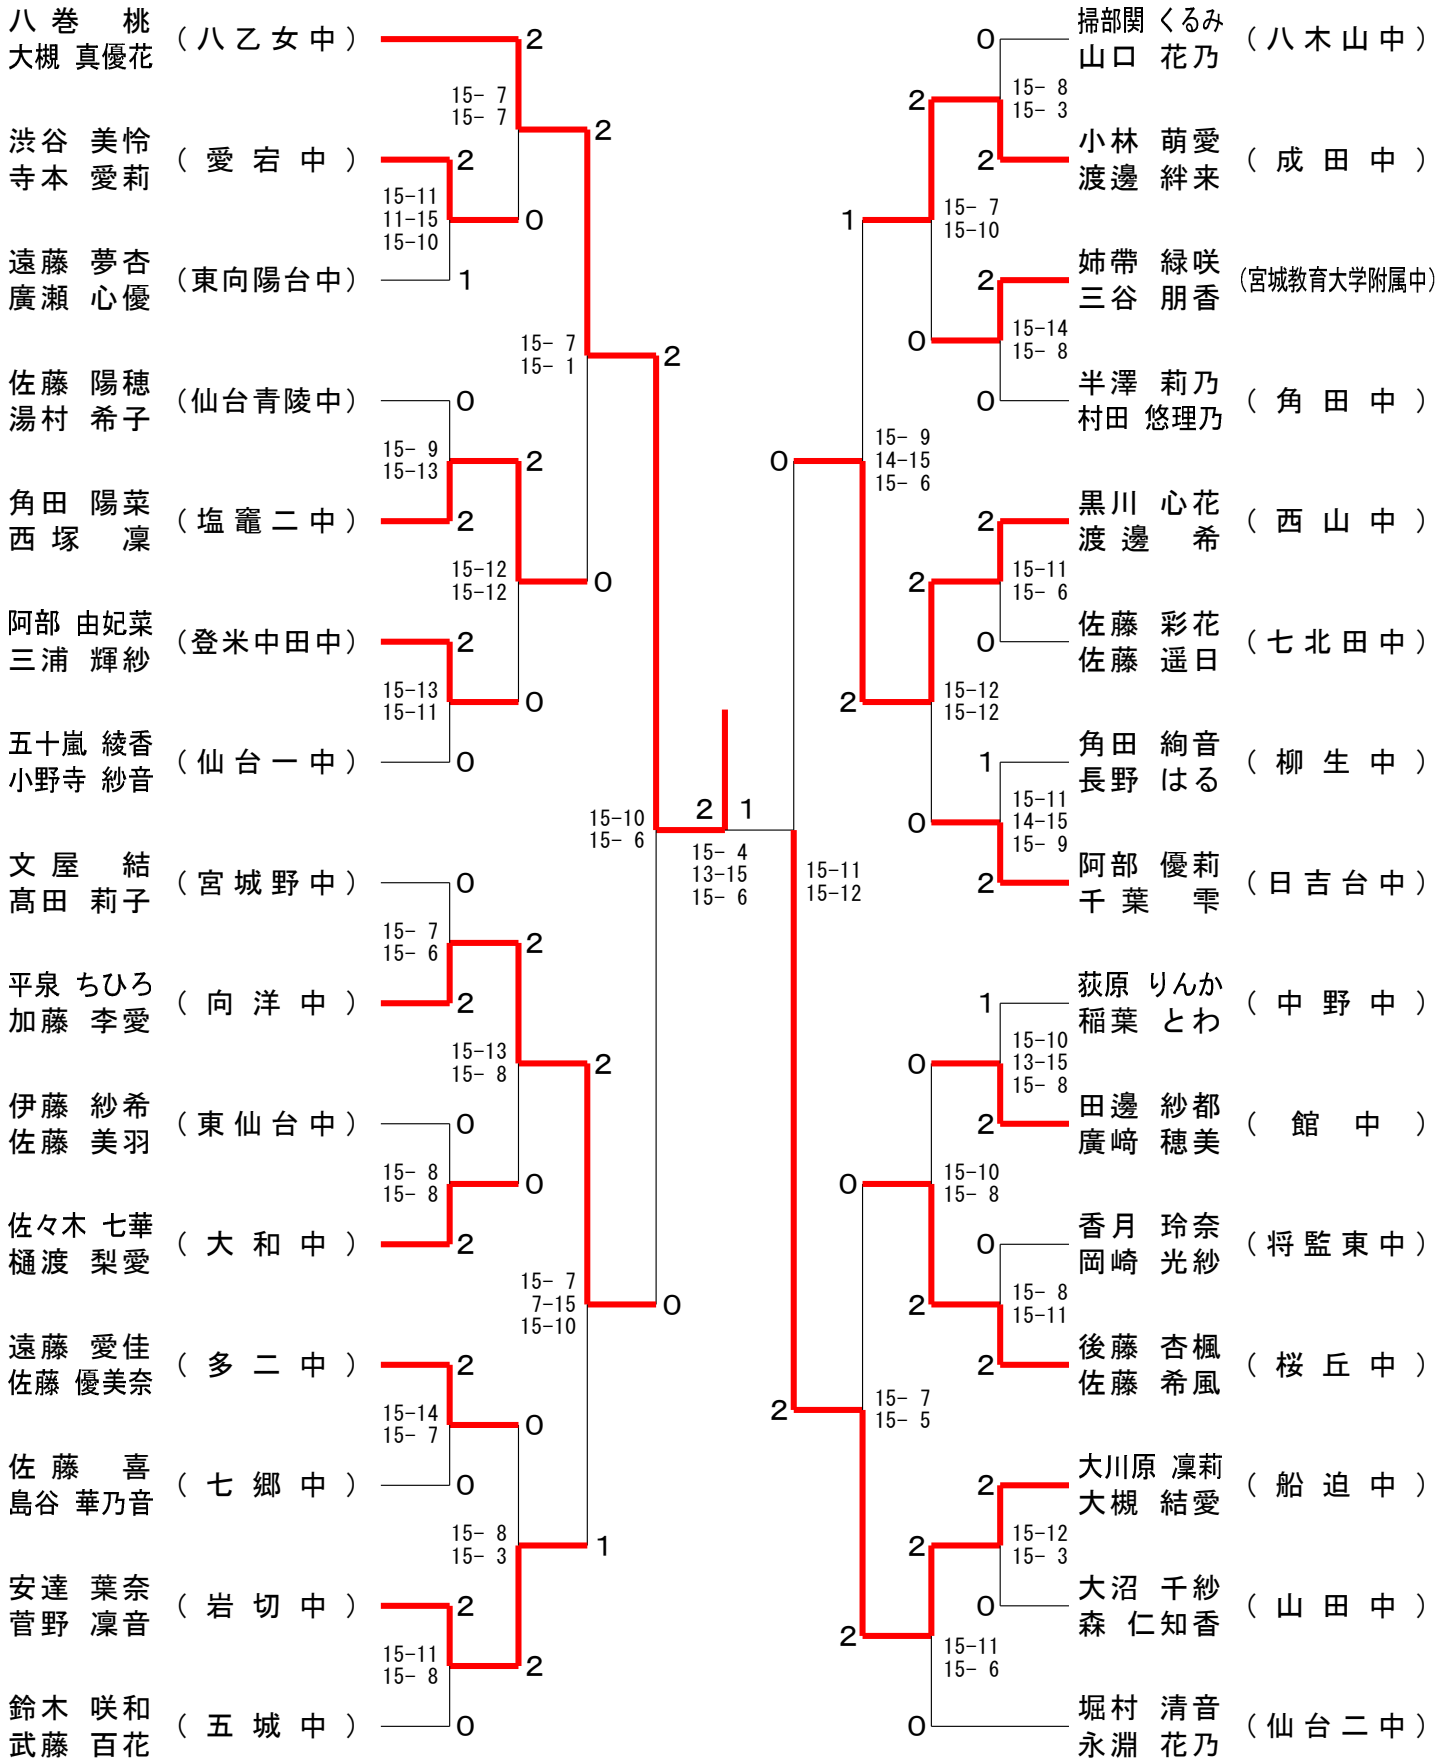 八巻 桃
大槻 真優花
(八乙女中)
2
15- 7
15- 7
2
渋谷 美怜
寺本 愛莉
(愛宕中)
2
15-11
11-15
15-10
0
遠藤 夢杏
廣瀬 心優
(東向陽台中)
1
15- 7
15- 1
2
佐藤 陽穂
湯村 希子
(仙台青陵中)
0
15- 9
15-13
2
角田 陽菜
西塚 凜
(塩竈二中)
2
15-12
15-12
0
阿部 由妃菜
三浦 輝紗
(登米中田中)
2
15-13
15-11
0
五十嵐 綾香
小野寺 紗音
(仙台一中)
0
15-10
15- 6
2
1
15- 4
13-15
15- 6
文屋 結
髙田 莉子
(宮城野中)
0
15- 7
15- 6
2
平泉 ちひろ
加藤 李愛
(向洋中)
2
15-13
15- 8
2
伊藤 紗希
佐藤 美羽
(東仙台中)
0
15- 8
15- 8
0
佐々木 七華
樋渡 梨愛
(大和中)
2
15- 7
7-15
15-10
0
遠藤 愛佳
佐藤 優美奈
(多二中)
2
15-14
15- 7
0
佐藤 喜
島谷 華乃音
(七郷中)
0
15- 8
15- 3
1
安達 葉奈
菅野 凜音
(岩切中)
2
15-11
15- 8
2
鈴木 咲和
武藤 百花
(五城中)
0
0
掃部関 くるみ
山口 花乃
(八木山中)
2
15- 8
15- 3
2
小林 萌愛
渡邊 絆来
(成田中)
1
15- 7
15-10
2
姉帶 緑咲
三谷 朋香
(宮城教育大学附属中)
0
15-14
15- 8
0
半澤 莉乃
村田 悠理乃
(角田中)
0
15- 9
14-15
15- 6
2
黒川 心花
渡邊 希
(西山中)
2
15-11
15- 6
0
佐藤 彩花
佐藤 遥日
(七北田中)
2
15-12
15-12
1
角田 絢音
長野 はる
(柳生中)
0
15-11
14-15
15- 9
2
阿部 優莉
千葉 雫
(日吉台中)
15-11
15-12
1
荻原 りんか
稲葉 とわ
(中野中)
0
15-10
13-15
15- 8
2
田邊 紗都
廣﨑 穂美
(館中)
0
15-10
15- 8
0
香月 玲奈
岡崎 光紗
(将監東中)
2
15- 8
15-11
2
後藤 杏楓
佐藤 希風
(桜丘中)
2
15- 7
15- 5
2
大川原 凜莉
大槻 結愛
(船迫中)
2
15-12
15- 3
0
大沼 千紗
森 仁知香
(山田中)
2
15-11
15- 6
0
堀村 清音
永淵 花乃
(仙台二中)